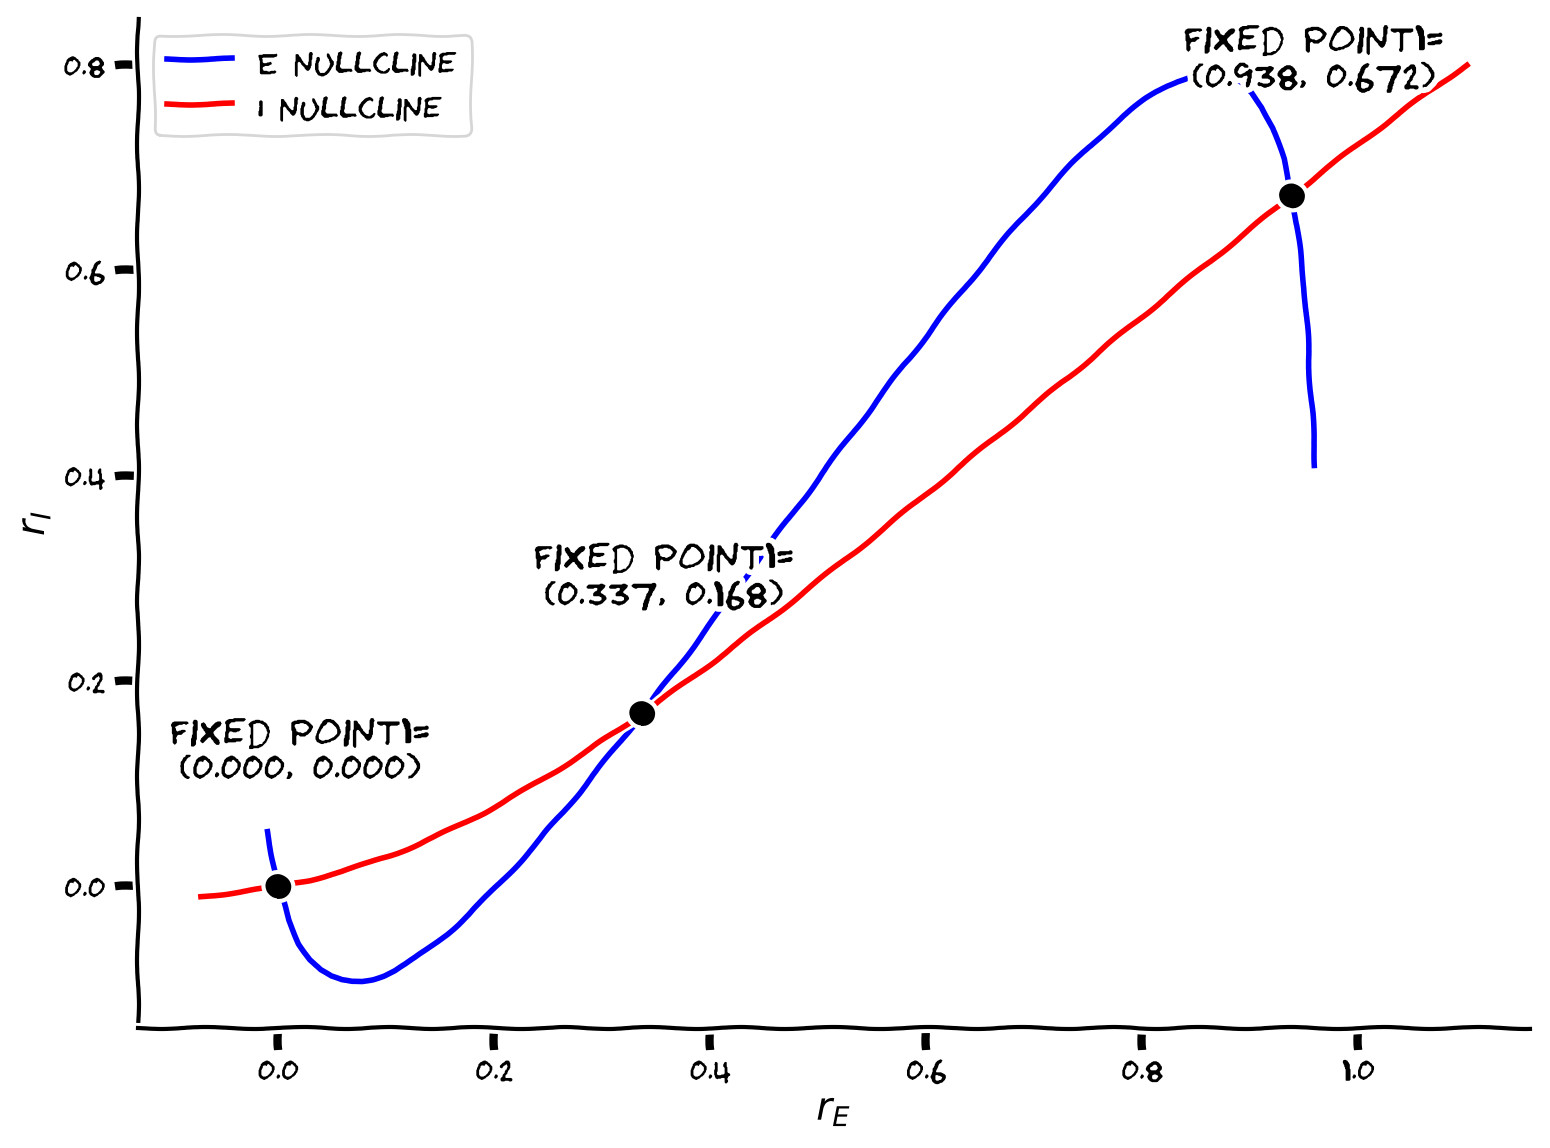 E NULLCLINE
I NULLCLINE
FIXED POINT1=
(0.938, 0.672)
FIXED POINT1=
(0.337, 0.168)
FIXED POINT1=
(0.000, 0.000)
0.8
0.6
0.4
0.2
0.0
r_I
0.0 0.2 0.4 0.6 0.8 1.0
r_E